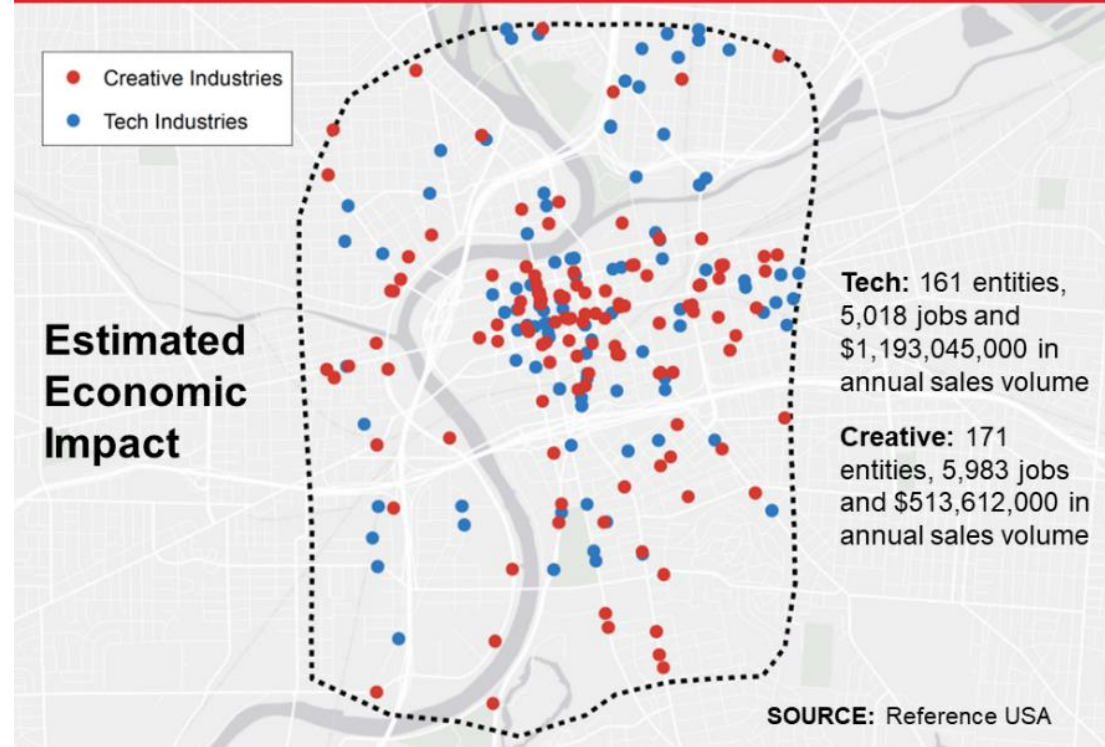 Creative Industries
Tech Industries
Estimated
Economic
Impact
Tech: 161 entities,
5,018 jobs and
$1,193,045,000 in
annual sales volume
Creative: 171
entities, 5,983 jobs
and $513,612,000 in
annual sales volume
SOURCE: Reference USA